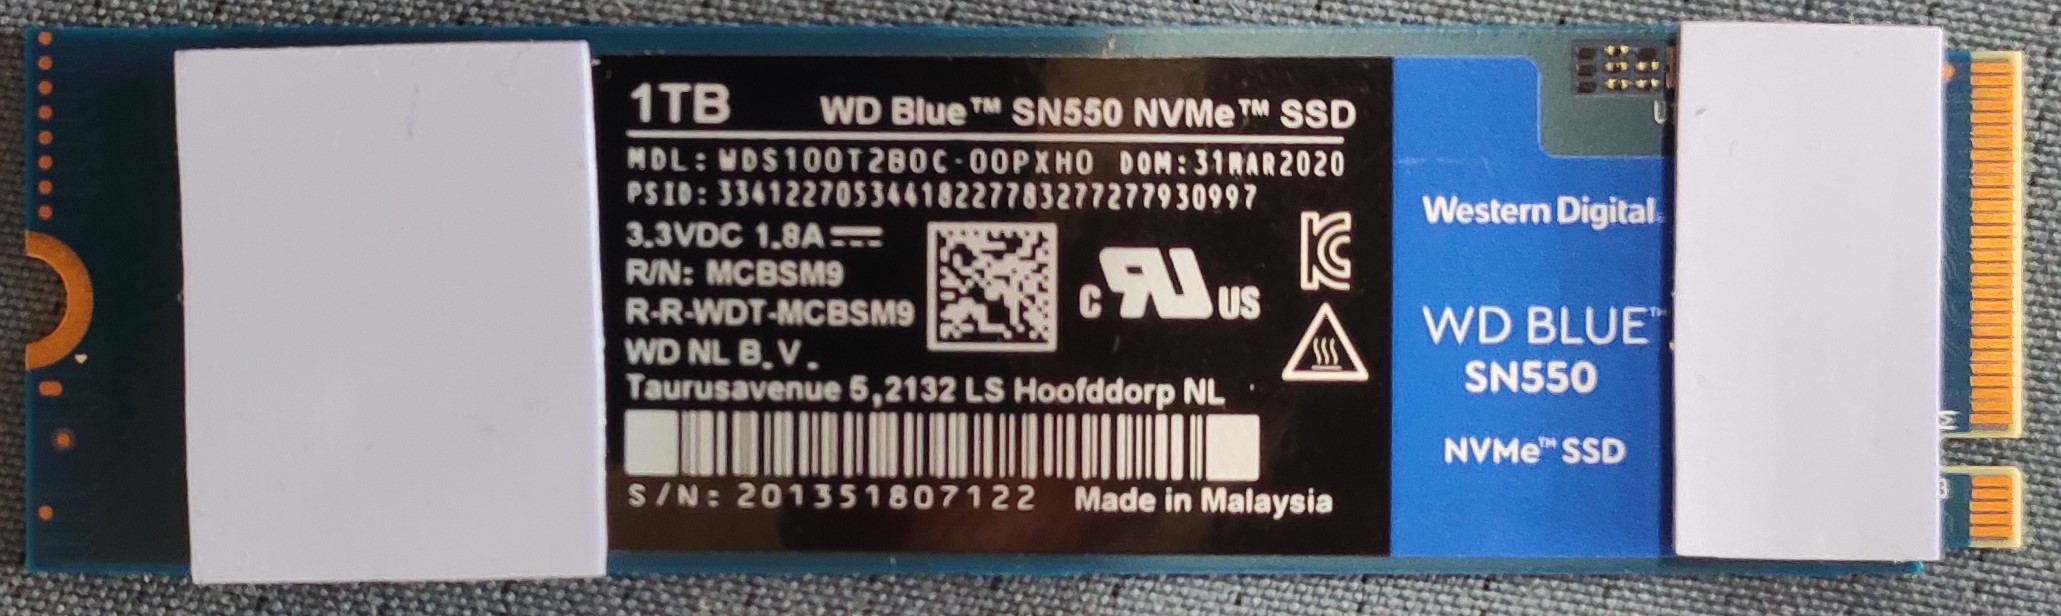 1TB WD Blue™ SN550 NVMe™ SSD
MDL: WDS100T2B0C-00PXH0 DOM:31MAR2020
PSID: 33412270534418227783277277930997
3.3VDC 1.8A
R/N: MCBSM9
R-R-WDT-MCBSM9
WD NL B.V.
Taurusavenue 5,2132 LS Hoofddorp NL
S/N: 201351807122 Made in Malaysia
C US
Western Digital
WD BLUE™
SN550
NVMe™ SSD
M